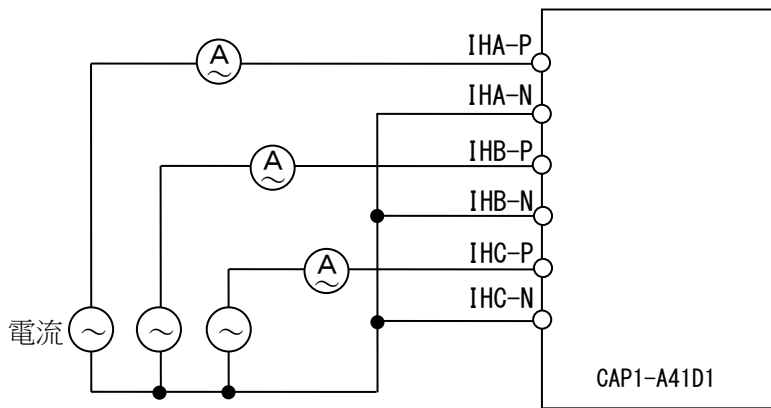 A
IHA-P
IHA-N
A
IHB-P
IHB-N
A
IHC-P
IHC-N
電流
CAP1-A41D1